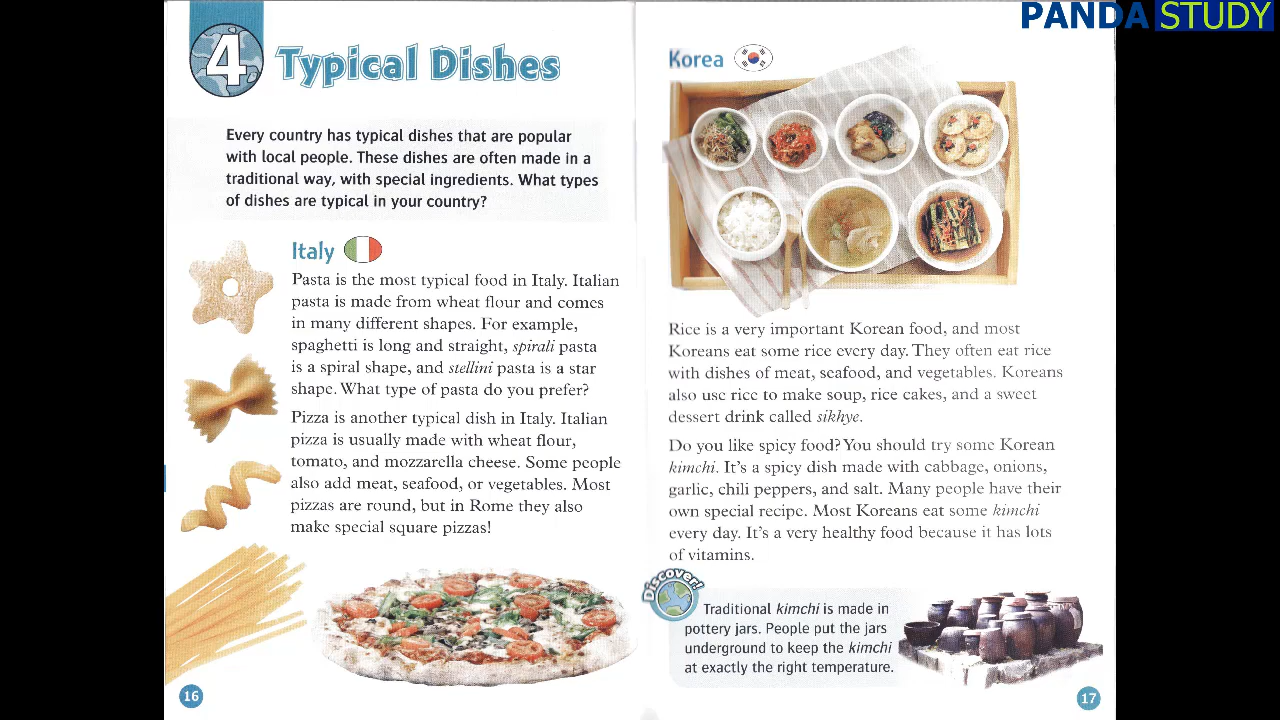 PANDA STUDY
4 Typical Dishes
Every country has typical dishes that are popular
with local people. These dishes are often made in a
traditional way, with special ingredients. What types
of dishes are typical in your country?
Italy
Pasta is the most typical food in Italy. Italian
pasta is made from wheat flour and comes
in many different shapes. For example,
spaghetti is long and straight, spirali pasta
is a spiral shape, and stellini pasta is a star
shape. What type of pasta do you prefer?
Pizza is another typical dish in Italy. Italian
pizza is usually made with wheat flour,
tomato, and mozzarella cheese. Some people
also add meat, seafood, or vegetables. Most
pizzas are round, but in Rome they also
make special square pizzas!
16
Korea
Rice is a very important Korean food, and most
Koreans eat some rice every day. They often eat rice
with dishes of meat, seafood, and vegetables. Koreans
also use rice to make soup, rice cakes, and a sweet
dessert drink called sikhye.
Do you like spicy food? You should try some Korean
kimchi. It's a spicy dish made with cabbage, onions,
garlic, chili peppers, and salt. Many people have their
own special recipe. Most Koreans eat some kimchi
every day. It's a very healthy food because it has lots
of vitamins.
Discover!
Traditional kimchi is made in
pottery jars. People put the jars
underground to keep the kimchi
at exactly the right temperature.
17